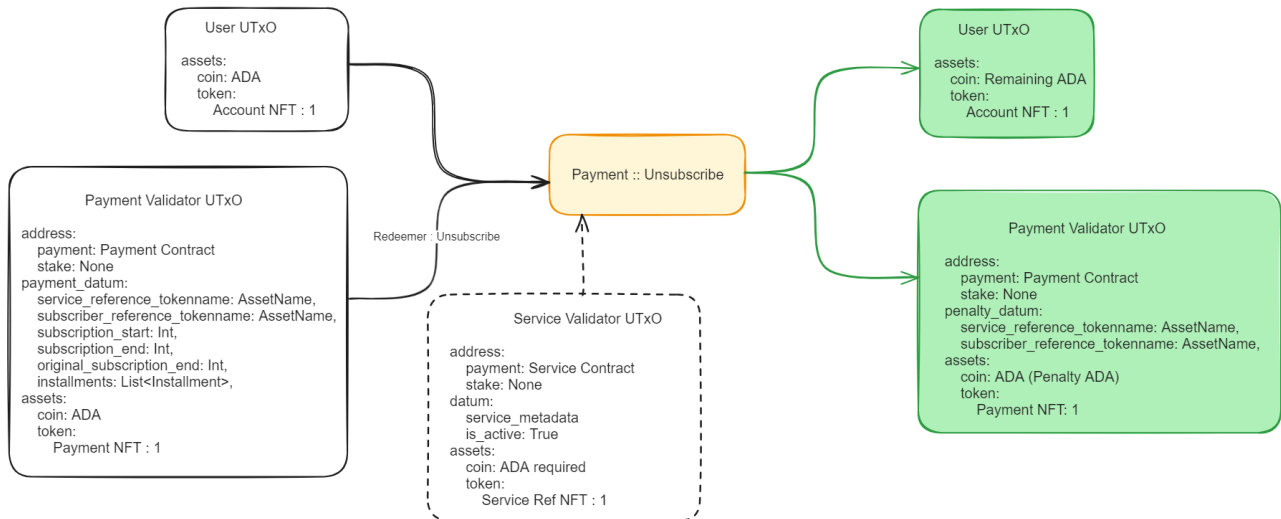 User UTxO
assets:
coin: ADA
token:
Account NFT : 1
Payment Validator UTxO
address:
payment: Payment Contract
stake: None
payment_datum:
service_reference_tokenname: AssetName,
subscriber_reference_tokenname: AssetName,
subscription_start: Int,
subscription_end: Int,
original_subscription_end: Int,
installments: List<Installment>,
assets:
coin: ADA
token:
Payment NFT : 1
Redeemer : Unsubscribe
Payment :: Unsubscribe
Service Validator UTxO
address:
payment: Service Contract
stake: None
datum:
service_metadata
is_active: True
assets:
coin: ADA required
token:
Service Ref NFT : 1
User UTxO
assets:
coin: Remaining ADA
token:
Account NFT : 1
Payment Validator UTxO
address:
payment: Payment Contract
stake: None
penalty_datum:
service_reference_tokenname: AssetName,
subscriber_reference_tokenname: AssetName,
assets:
coin: ADA (Penalty ADA)
token:
Payment NFT: 1